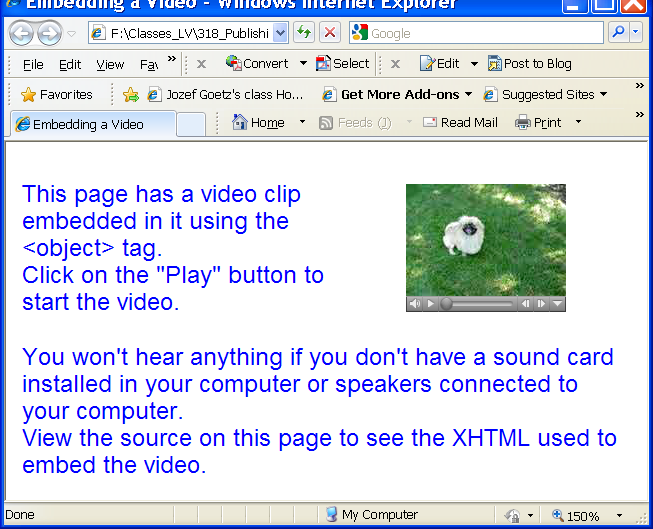 Embedding a Video - Windows Internet Explorer
F:\Classes_LV\318_Publishi
Google
File Edit View Fav » Convert Select Edit Post to Blog
Favorites Jozef Goetz's class Ho... Get More Add-ons Suggested Sites »
Embedding a Video Home Feeds (J) Read Mail Print »
This page has a video clip
embedded in it using the
<object> tag.
Click on the "Play" button to
start the video.
You won't hear anything if you don't have a sound card
installed in your computer or speakers connected to
your computer.
View the source on this page to see the XHTML used to
embed the video.
Done My Computer 150%